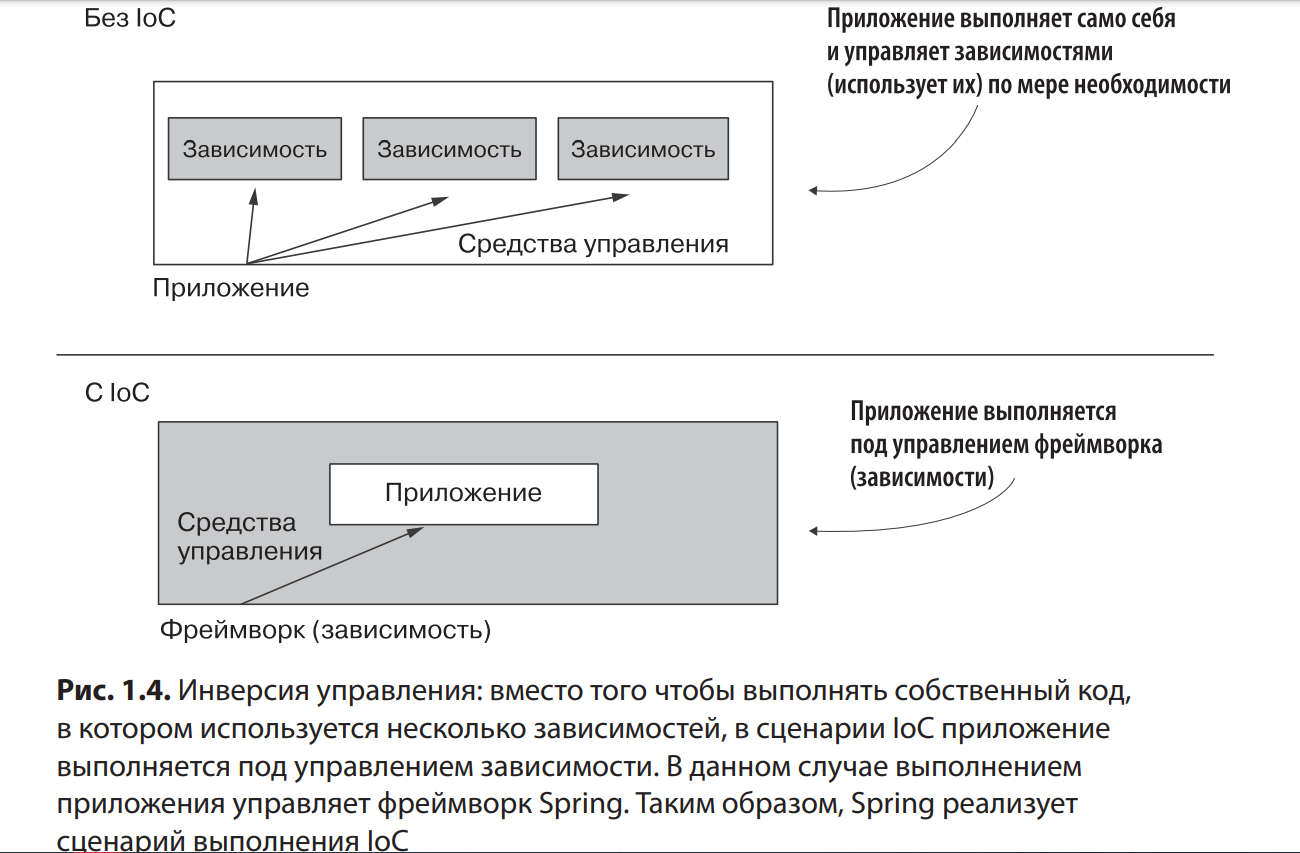 Без IoC
Приложение выполняет само себя
и управляет зависимостями
(использует их) по мере необходимости
Зависимость
Зависимость
Зависимость
Средства управления
Приложение
С IoC
Приложение выполняется
под управлением фреймворка
(зависимости)
Приложение
Средства
управления
Фреймворк (зависимость)
Рис. 1.4. Инверсия управления: вместо того чтобы выполнять собственный код,
в котором используется несколько зависимостей, в сценарии IoC приложение
выполняется под управлением зависимости. В данном случае выполнением
приложения управляет фреймворк Spring. Таким образом, Spring реализует
сценарий выполнения IoC